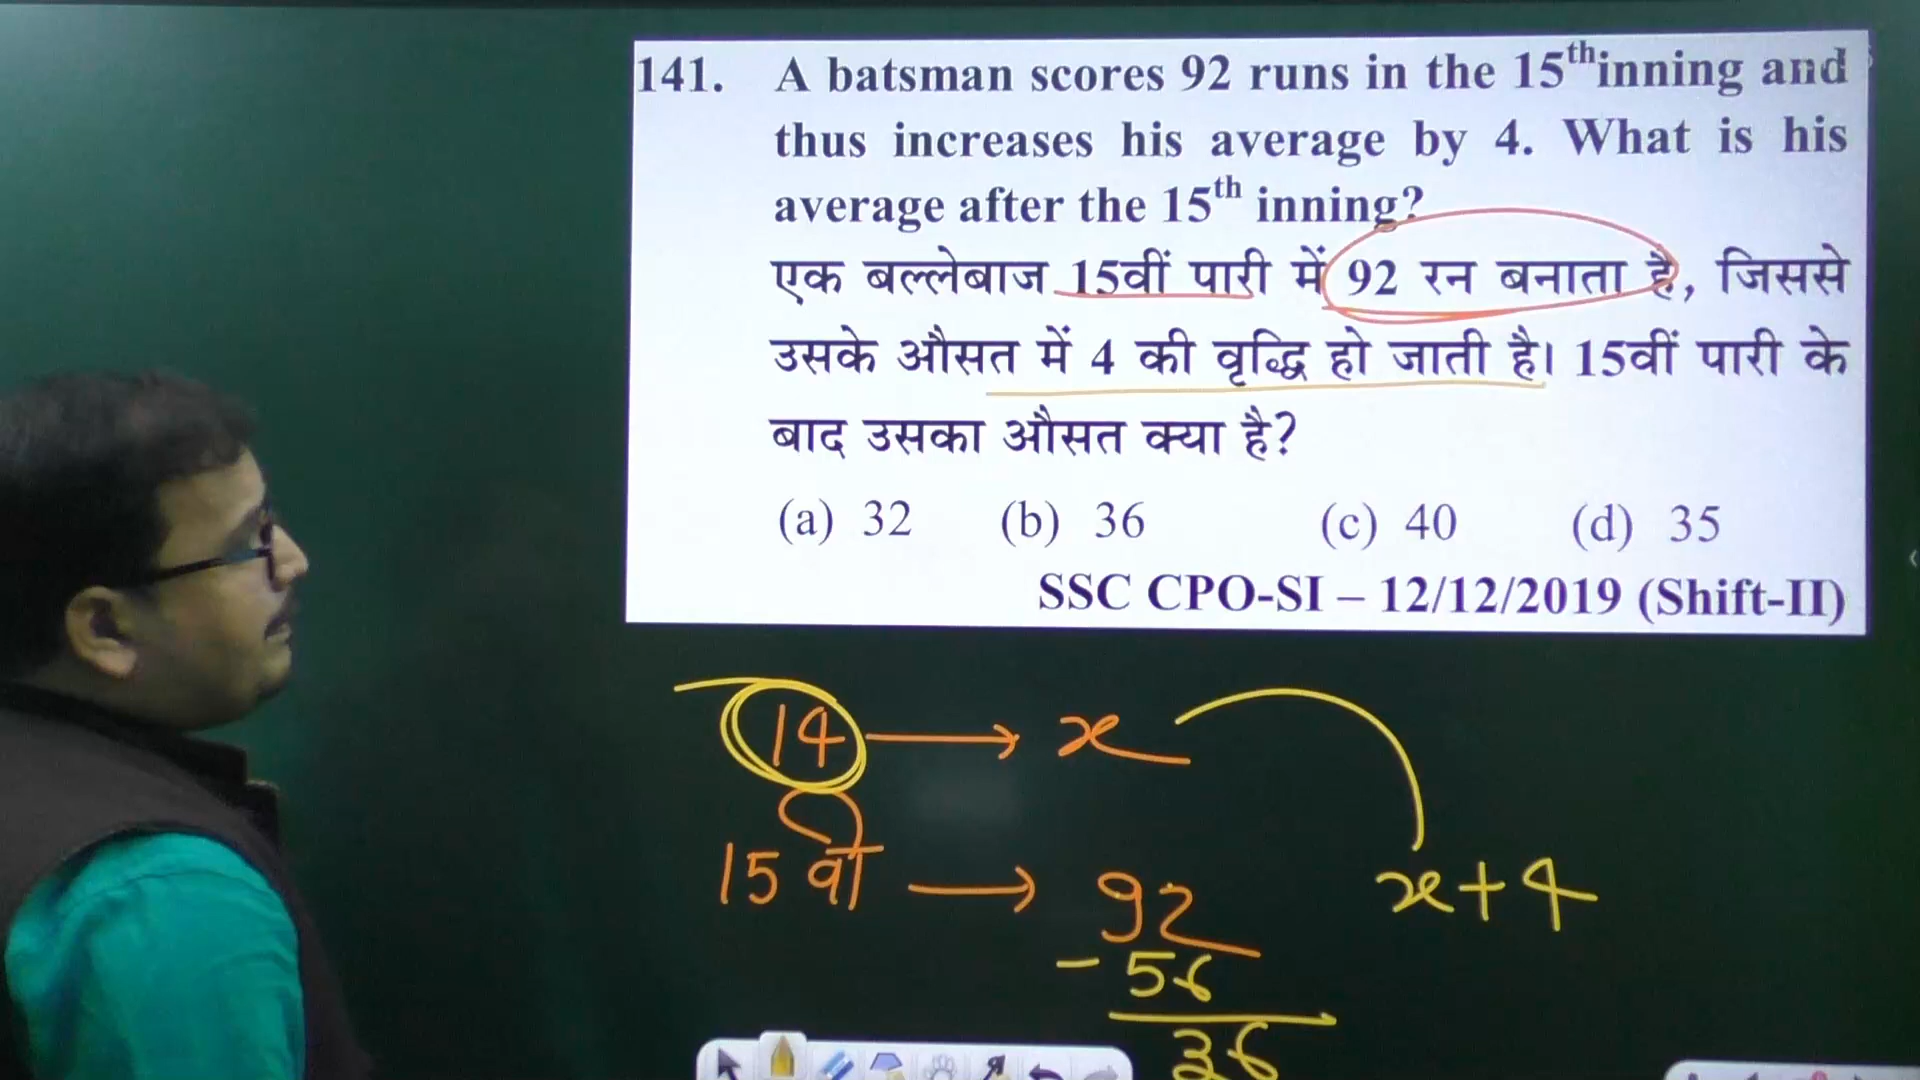 141. A batsman scores 92 runs in the 15th inning and
thus increases his average by 4. What is his
average after the 15th inning?
एक बल्लेबाज 15वीं पारी में 92 रन बनाता है, जिससे
उसके औसत में 4 की वृद्धि हो जाती है। 15वीं पारी के
बाद उसका औसत क्या है?
(a) 32 (b) 36 (c) 40 (d) 35
SSC CPO-SI – 12/12/2019 (Shift-II)
14 → x
15वी → 92 x+4
- 56
36